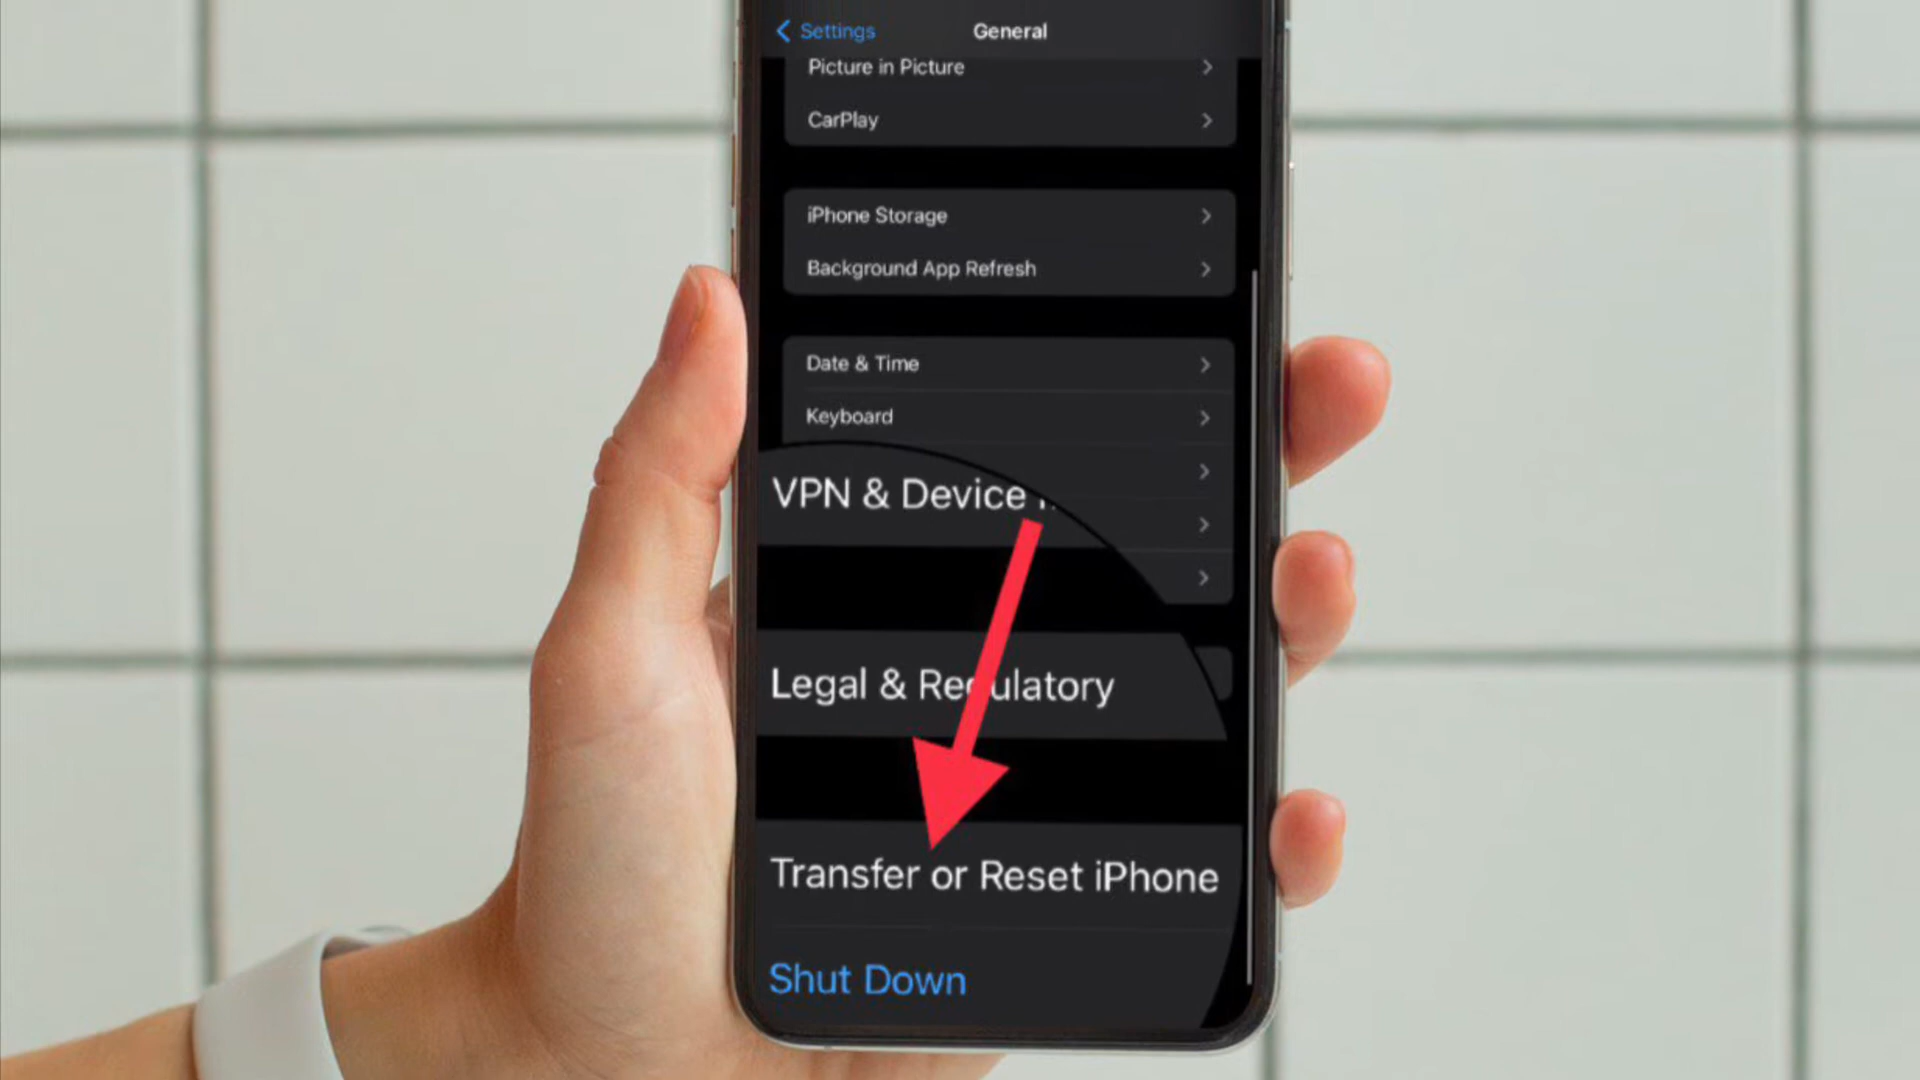 Settings
General
Picture in Picture
CarPlay
iPhone Storage
Background App Refresh
Date & Time
Keyboard
VPN & Device
Legal & Regulatory
Transfer or Reset iPhone
Shut Down